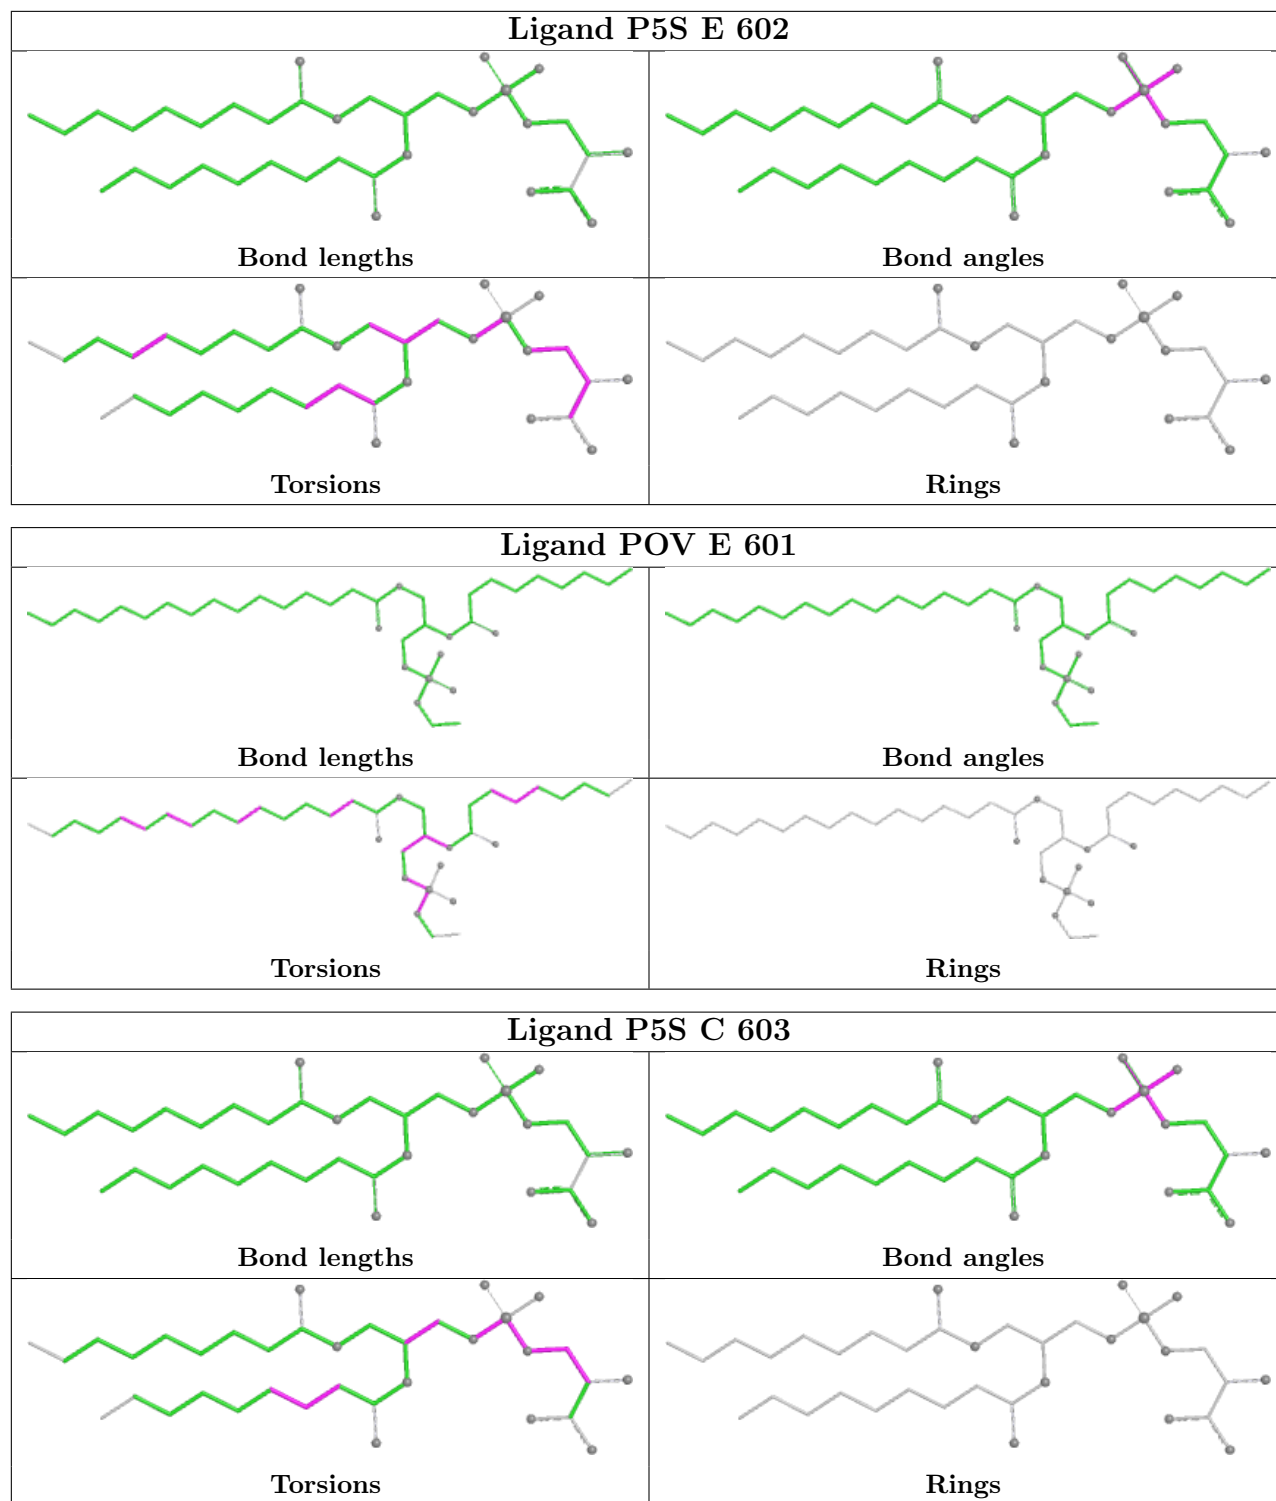 Ligand P5S E 602
Bond lengths
Bond angles
Torsions
Rings
Ligand POV E 601
Bond lengths
Bond angles
Torsions
Rings
Ligand P5S C 603
Bond lengths
Bond angles
Torsions
Rings